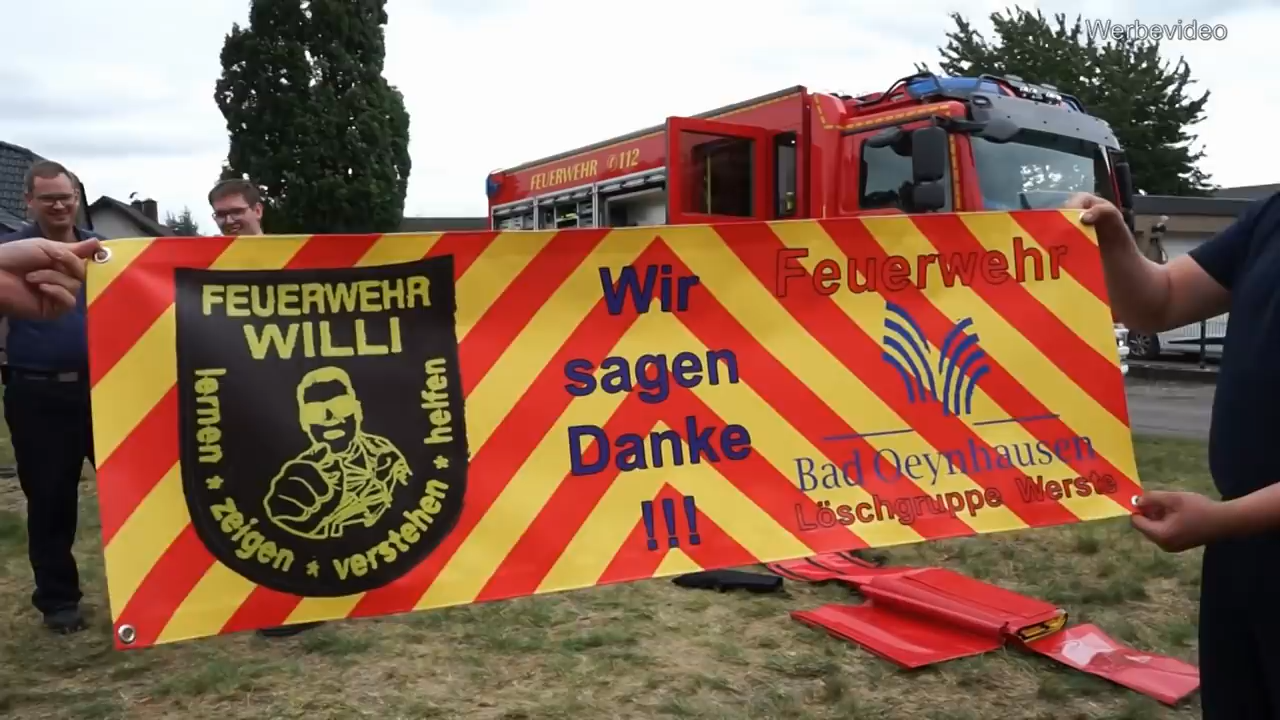 Werbevideo
FEUERWEHR 112
FEUERWEHR
WILLI
lernen * zeigen * verstehen * helfen
Wir
sagen
Danke
!!!
Feuerwehr
Bad Oeynhausen
Löschgruppe Werste